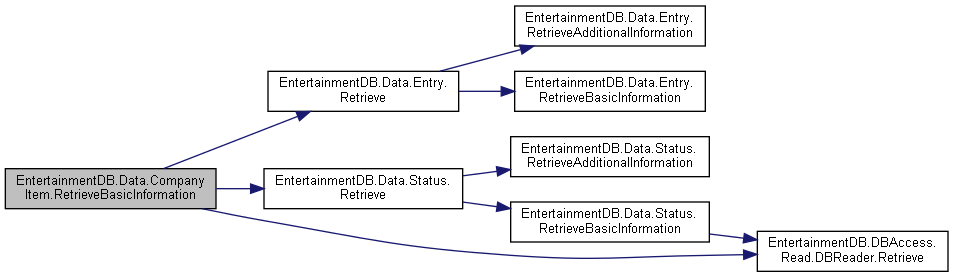 EntertainmentDB.Data.Entry.
RetrieveAdditionalInformation
EntertainmentDB.Data.Entry.
Retrieve
EntertainmentDB.Data.Entry.
RetrieveBasicInformation
EntertainmentDB.Data.Company
Item.RetrieveBasicInformation
EntertainmentDB.Data.Status.
Retrieve
EntertainmentDB.Data.Status.
RetrieveAdditionalInformation
EntertainmentDB.Data.Status.
RetrieveBasicInformation
EntertainmentDB.DBAccess.
Read.DBReader.Retrieve